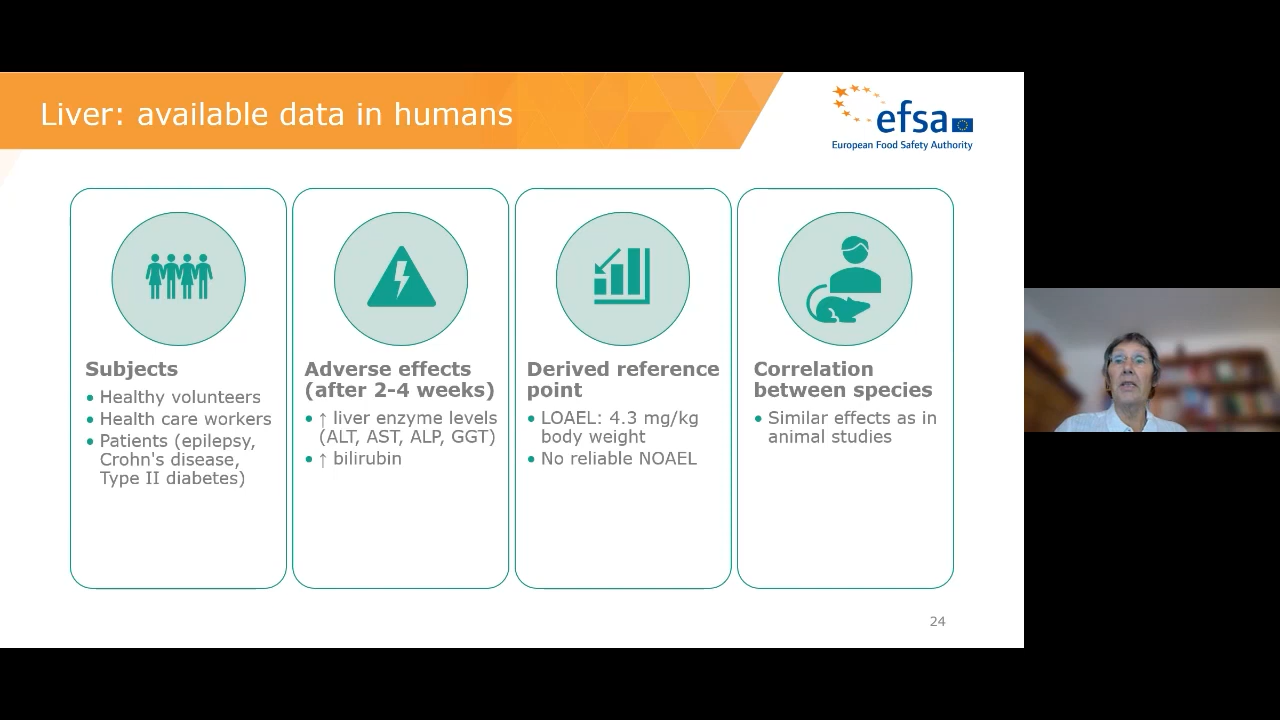 Liver: available data in humans
efsa
European Food Safety Authority
Subjects
• Healthy volunteers
• Health care workers
• Patients (epilepsy,
Crohn's disease,
Type II diabetes)
Adverse effects
(after 2-4 weeks)
• ↑ liver enzyme levels
(ALT, AST, ALP, GGT)
• ↑ bilirubin
Derived reference
point
• LOAEL: 4.3 mg/kg
body weight
• No reliable NOAEL
Correlation
between species
• Similar effects as in
animal studies
24